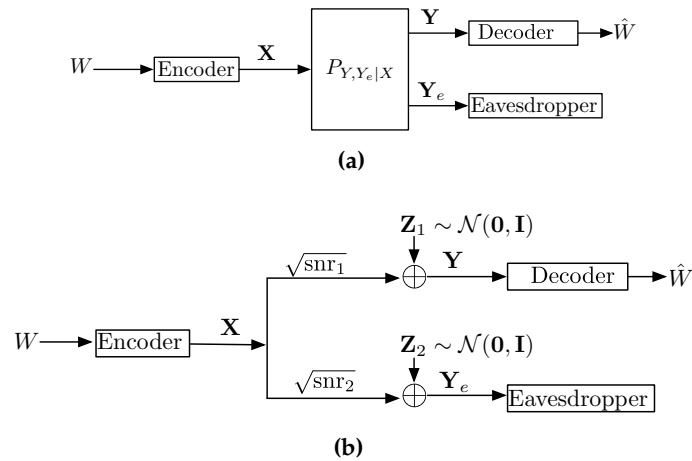 W Encoder X P_{Y,Y_e|X} Y Decoder Ŵ
Y_e Eavesdropper
(a)
Z_1 ∼ N(0, I)
√snr_1 Y Decoder Ŵ
W Encoder X
Z_2 ∼ N(0, I)
√snr_2 Y_e Eavesdropper
(b)